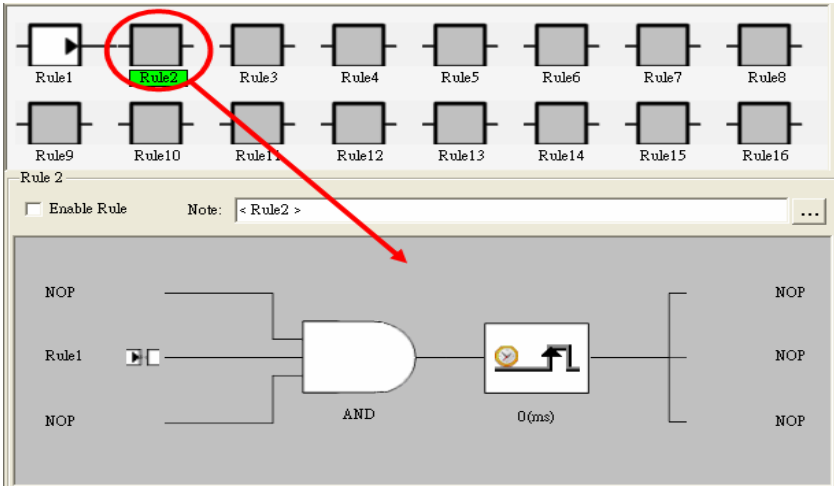 Rule1 Rule2 Rule3 Rule4 Rule5 Rule6 Rule7 Rule8
Rule9 Rule10 Rule11 Rule12 Rule13 Rule14 Rule15 Rule16
Rule 2
Enable Rule Note: < Rule2 > ...
NOP NOP
Rule1 NOP
AND 0(ms)
NOP NOP